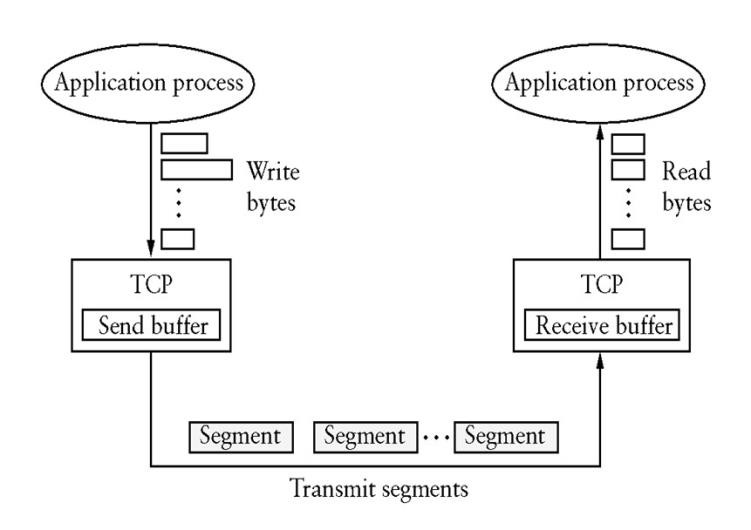 Application process
Application process
Write
bytes
Read
bytes
TCP
TCP
Send buffer
Receive buffer
Segment
Segment
Segment
Transmit segments